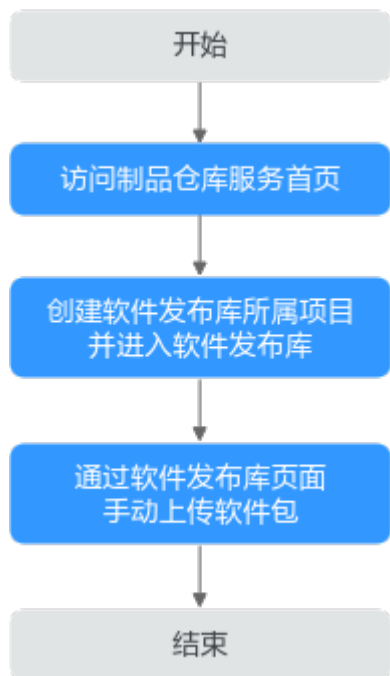 开始
访问制品仓库服务首页
创建软件发布库所属项目
并进入软件发布库
通过软件发布库页面
手动上传软件包
结束